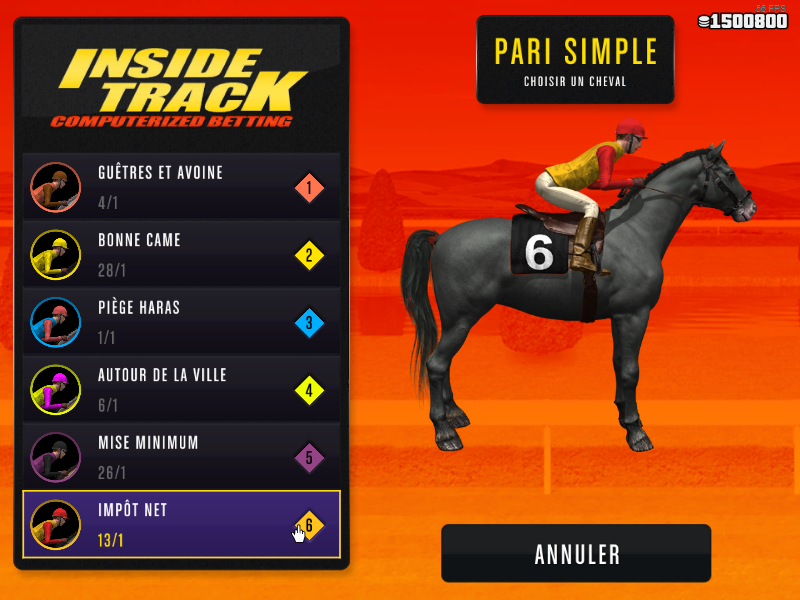 INSIDE
TRACK
COMPUTERIZED BETTING
GUÊTRES ET AVOINE
4/1
1
BONNE CAME
28/1
2
PIÈGE HARAS
1/1
3
AUTOUR DE LA VILLE
6/1
4
MISE MINIMUM
26/1
5
IMPÔT NET
13/1
6
56 FPS
1500800
PARI SIMPLE
CHOISIR UN CHEVAL
6
ANNULER